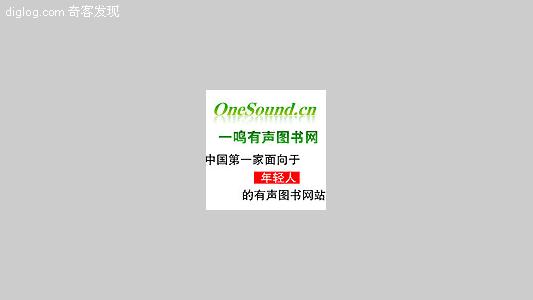 diglog.com 奇客发现
OneSound.cn
一鸣有声图书网
中国第一家面向于
年轻人
的有声图书网站